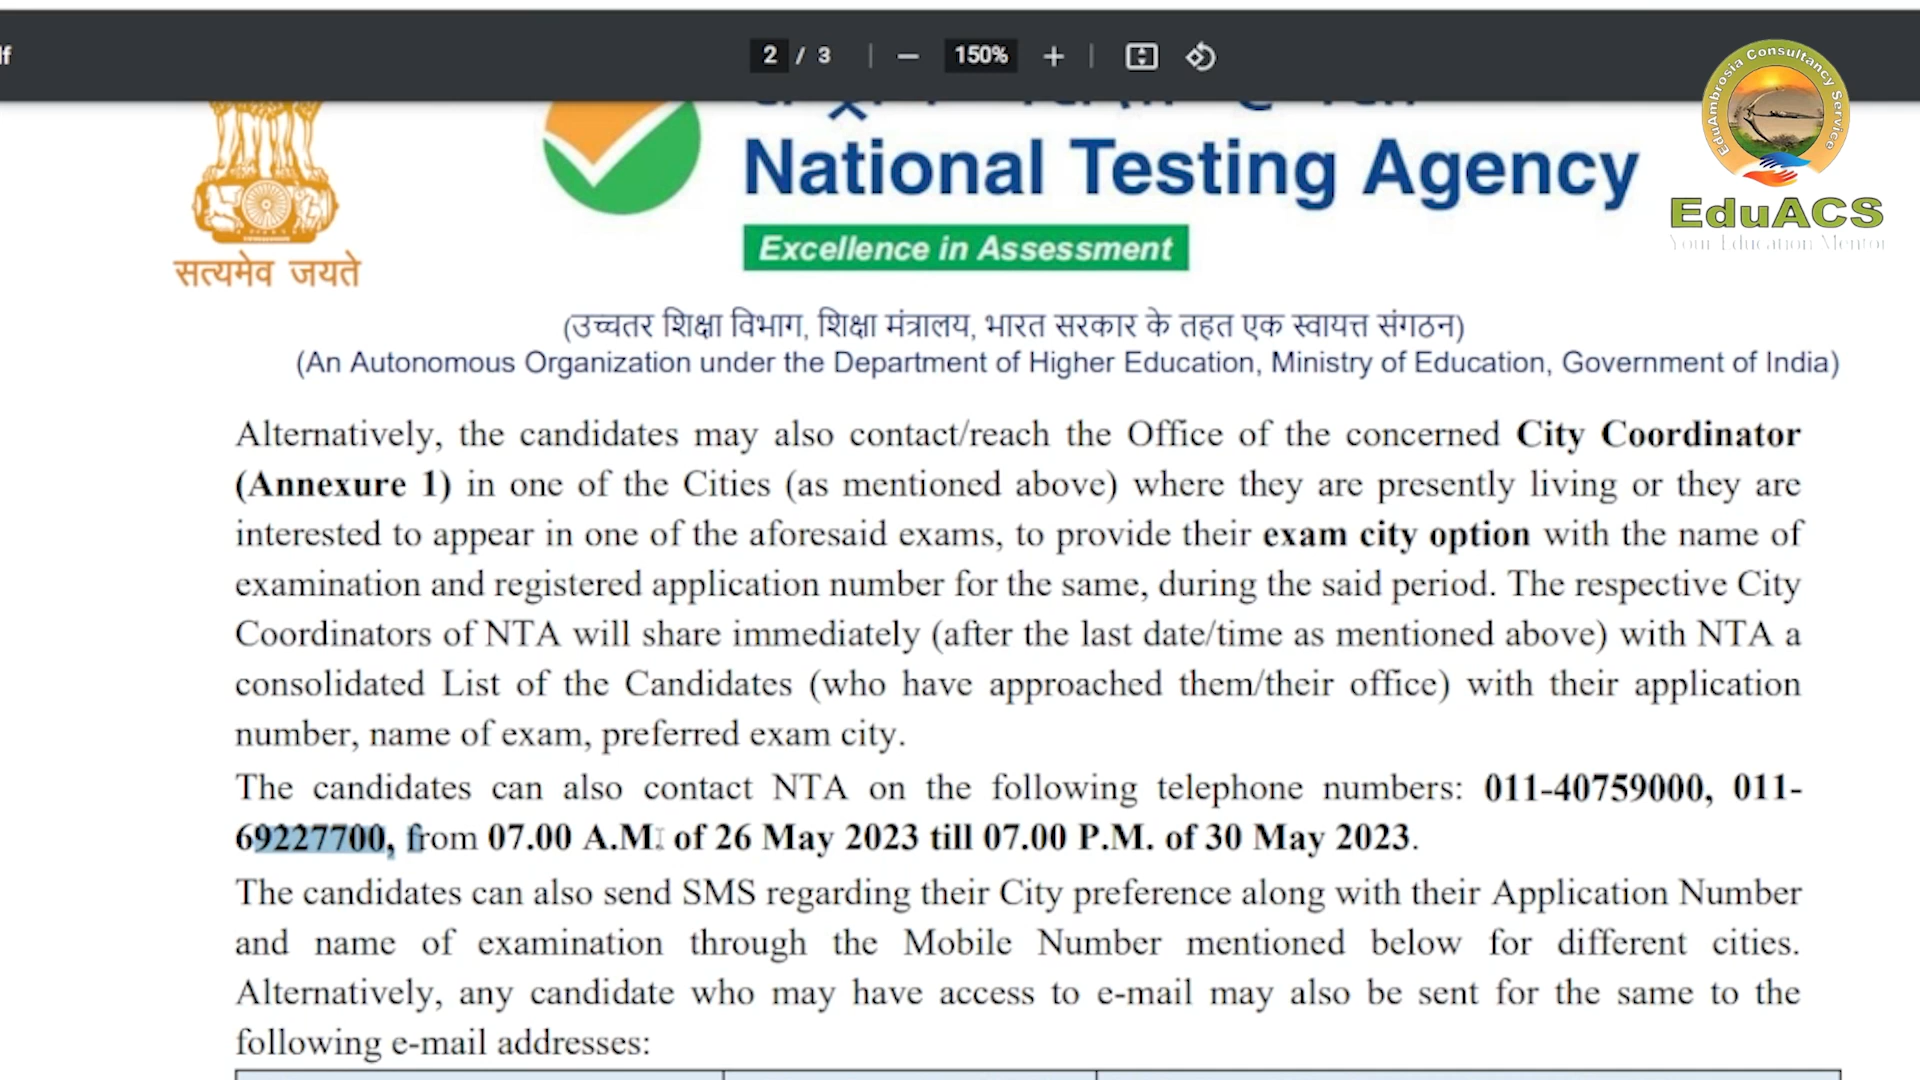 2 / 3 150%
EduAmbrosia Consultancy Service
EduACS
Your Education Mentor
सत्यमेव जयते
National Testing Agency
Excellence in Assessment
(उच्चतर शिक्षा विभाग, शिक्षा मंत्रालय, भारत सरकार के तहत एक स्वायत्त संगठन)
(An Autonomous Organization under the Department of Higher Education, Ministry of Education, Government of India)
Alternatively, the candidates may also contact/reach the Office of the concerned City Coordinator
(Annexure 1) in one of the Cities (as mentioned above) where they are presently living or they are
interested to appear in one of the aforesaid exams, to provide their exam city option with the name of
examination and registered application number for the same, during the said period. The respective City
Coordinators of NTA will share immediately (after the last date/time as mentioned above) with NTA a
consolidated List of the Candidates (who have approached them/their office) with their application
number, name of exam, preferred exam city.
The candidates can also contact NTA on the following telephone numbers: 011-40759000, 011-
69227700, from 07.00 A.M. of 26 May 2023 till 07.00 P.M. of 30 May 2023.
The candidates can also send SMS regarding their City preference along with their Application Number
and name of examination through the Mobile Number mentioned below for different cities.
Alternatively, any candidate who may have access to e-mail may also be sent for the same to the
following e-mail addresses: